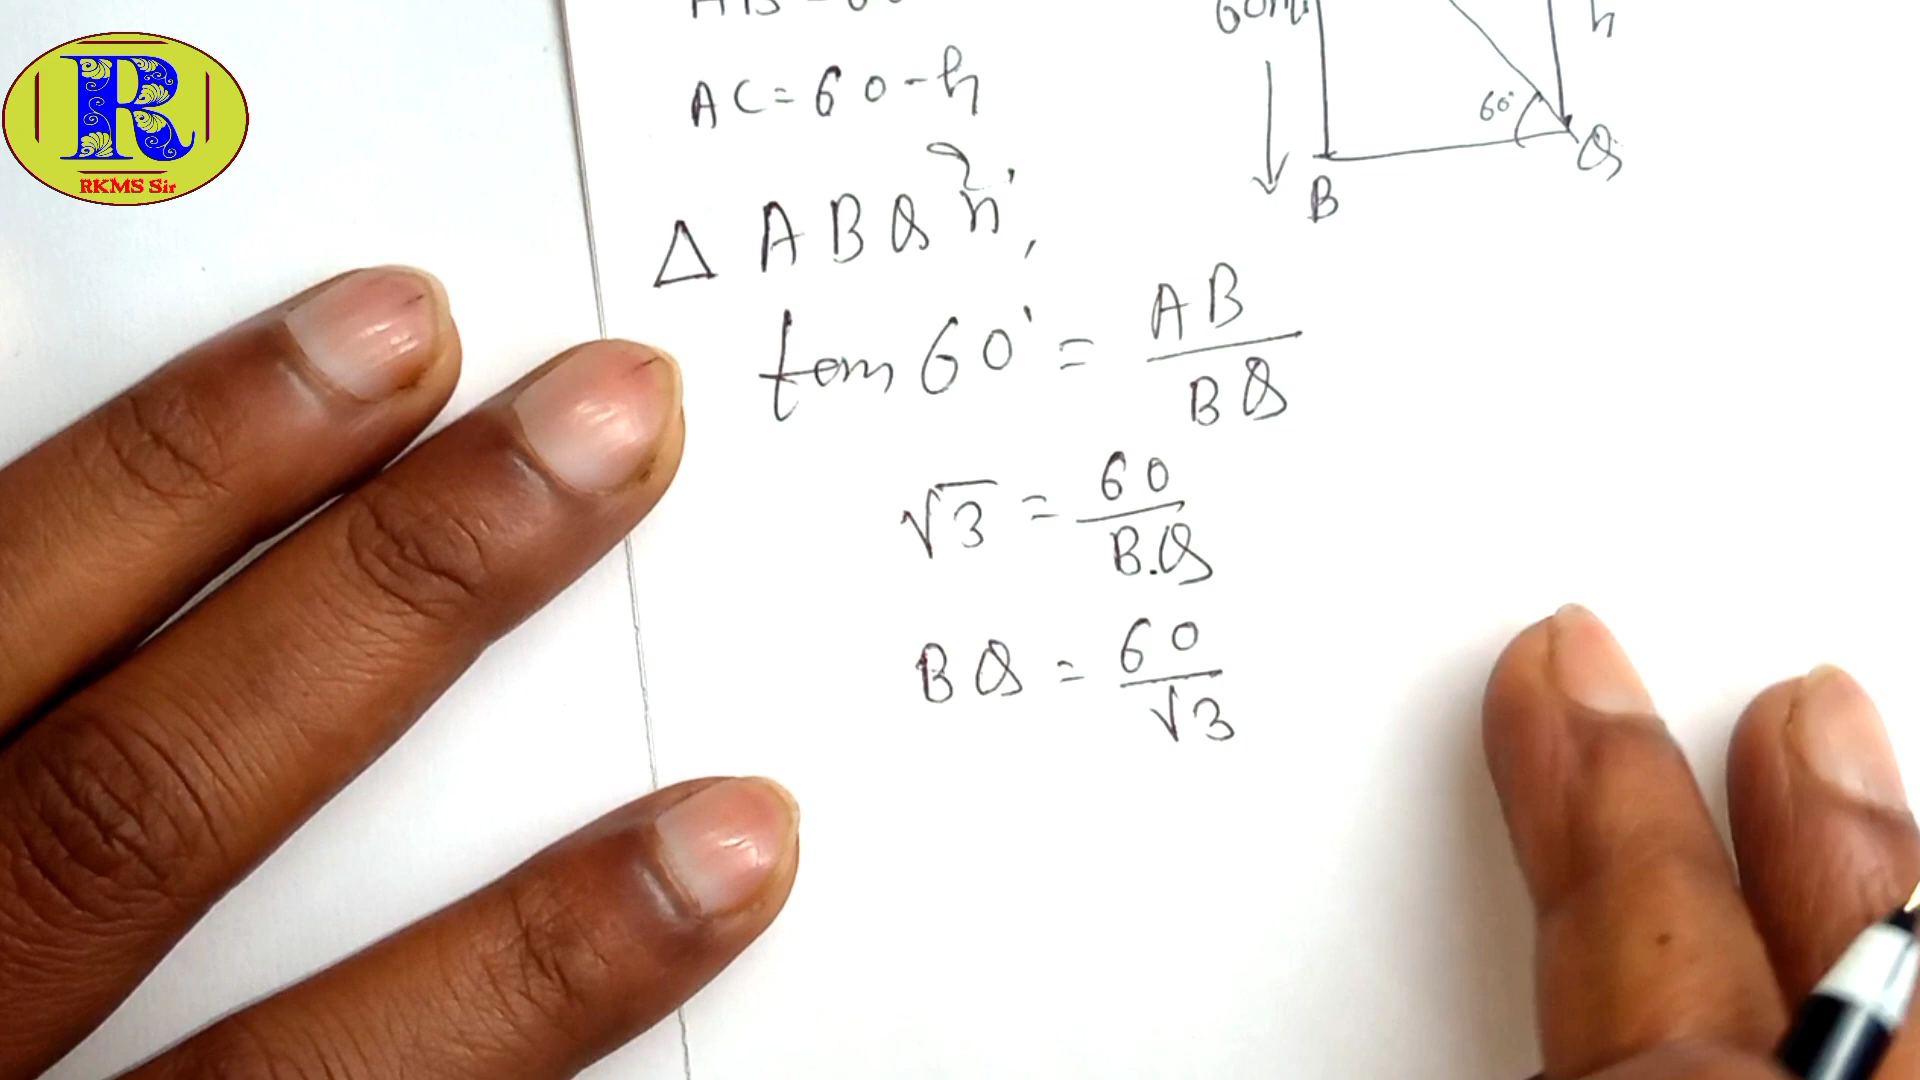 R
RKMS Sir
60m
h
AC = 60 - h
60°
Q
B
△ ABQ में,
tan 60° = AB / BQ
√3 = 60 / B.Q
BQ = 60 / √3